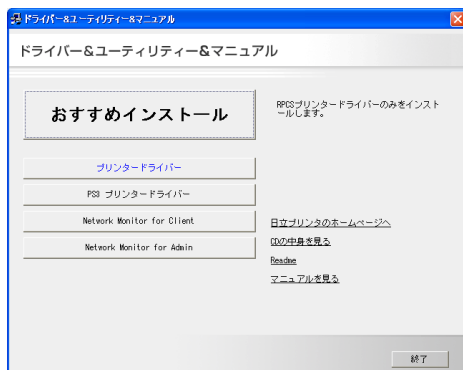 ドライバー&ユーティリティー&マニュアル
ドライバー&ユーティリティー&マニュアル
おすすめインストール
RPCSプリンタードライバーのみをインスト
ールします。
プリンタードライバー
PS3 プリンタードライバー
Network Monitor for Client
Network Monitor for Admin
日立プリンタのホームページへ
CDの中身を見る
Readme
マニュアルを見る
終了